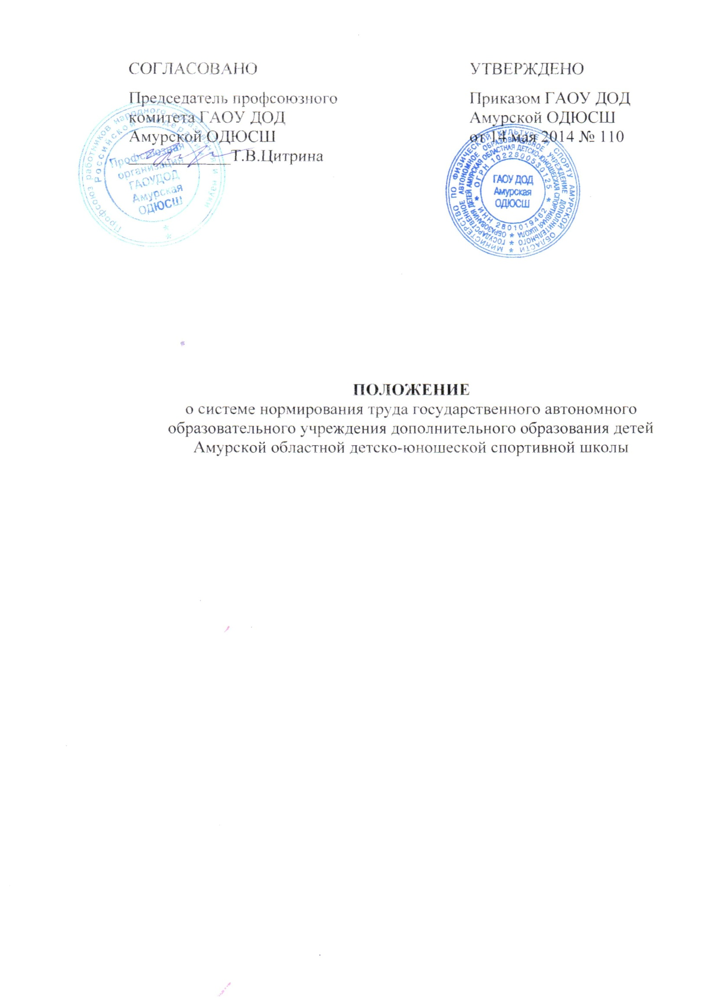 СОГЛАСОВАНО
Председатель профсоюзного
комитета ГАОУ ДОД
Амурской ОДЮСШ
Т.В.Цитрина
Профсоюз работников народного образования и науки
Российской Федерации
Профсоюзная
организация
ГАОУДОД
Амурская
ОДЮСШ
УТВЕРЖДЕНО
Приказом ГАОУ ДОД
Амурской ОДЮСШ
от 14 мая 2014 № 110
МИНИСТЕРСТВО ПО ФИЗИЧЕСКОЙ КУЛЬТУРЕ И СПОРТУ АМУРСКОЙ ОБЛАСТИ
ГОСУДАРСТВЕННОЕ АВТОНОМНОЕ ОБРАЗОВАТЕЛЬНОЕ УЧРЕЖДЕНИЕ ДОПОЛНИТЕЛЬНОГО
ОБРАЗОВАНИЯ ДЕТЕЙ АМУРСКАЯ ОБЛАСТНАЯ ДЕТСКО-ЮНОШЕСКАЯ СПОРТИВНАЯ ШКОЛА
ОГРН 1022800530125
ИНН 2801019462
ГАОУ ДОД
Амурская
ОДЮСШ
ПОЛОЖЕНИЕ
о системе нормирования труда государственного автономного
образовательного учреждения дополнительного образования детей
Амурской областной детско-юношеской спортивной школы